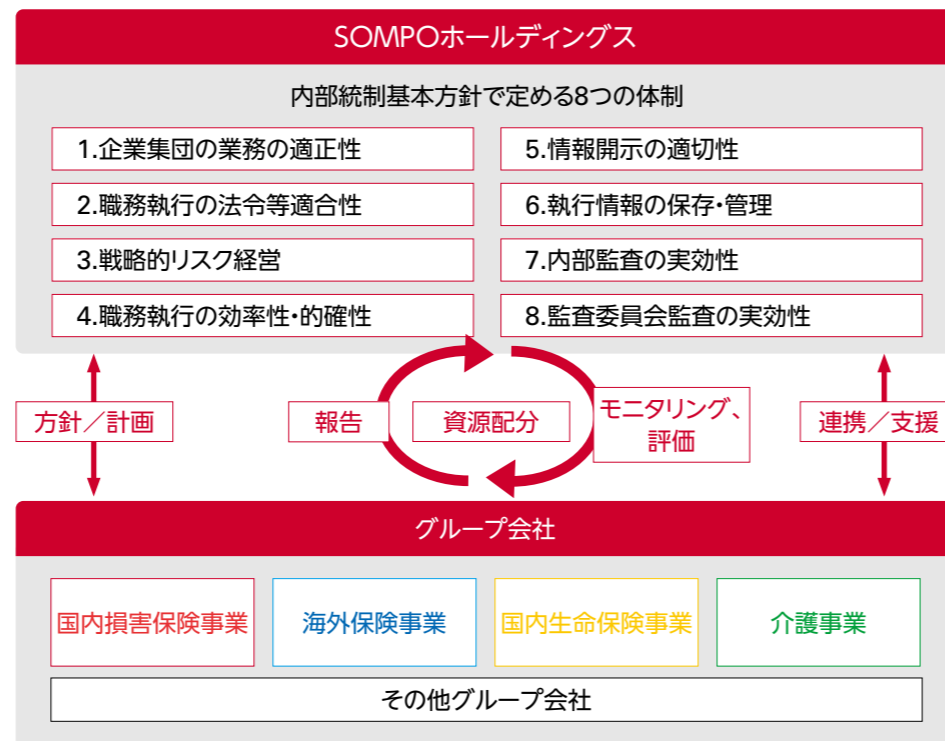 SOMPOホールディングス
内部統制基本方針で定める8つの体制
1.企業集団の業務の適正性
2.職務執行の法令等適合性
3.戦略的リスク経営
4.職務執行の効率性・的確性
5.情報開示の適切性
6.執行情報の保存・管理
7.内部監査の実効性
8.監査委員会監査の実効性
方針／計画
報告
資源配分
モニタリング、
評価
連携／支援
グループ会社
国内損害保険事業
海外保険事業
国内生命保険事業
介護事業
その他グループ会社